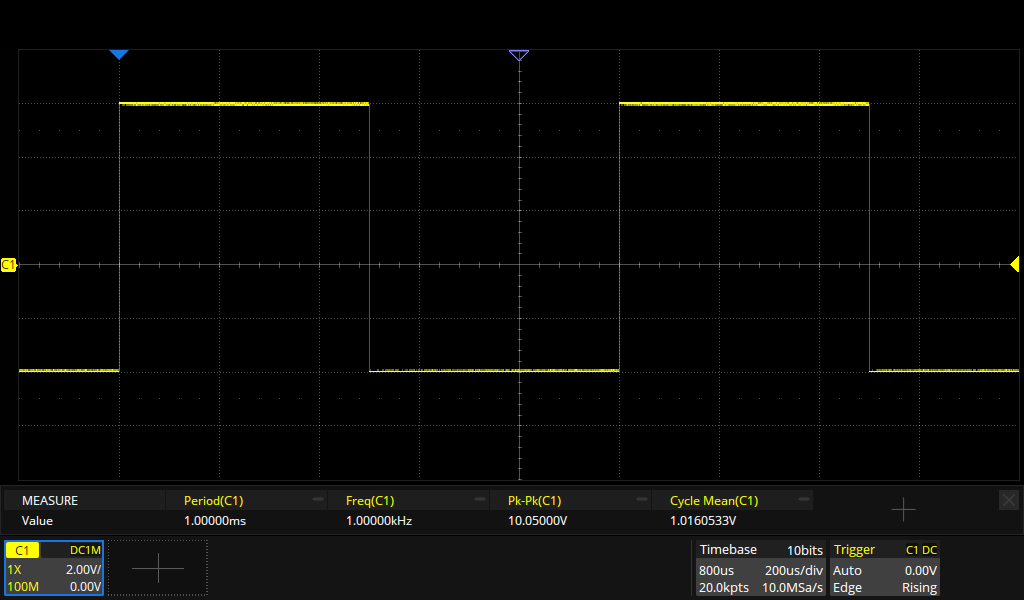 C1
MEASURE Period(C1) Freq(C1) Pk-Pk(C1) Cycle Mean(C1)
Value 1.00000ms 1.00000kHz 10.05000V 1.0160533V
C1 DC1M
1X 2.00V/
100M 0.00V
Timebase 10bits
800us 200us/div
20.0kpts 10.0MSa/s
Trigger C1 DC
Auto 0.00V
Edge Rising